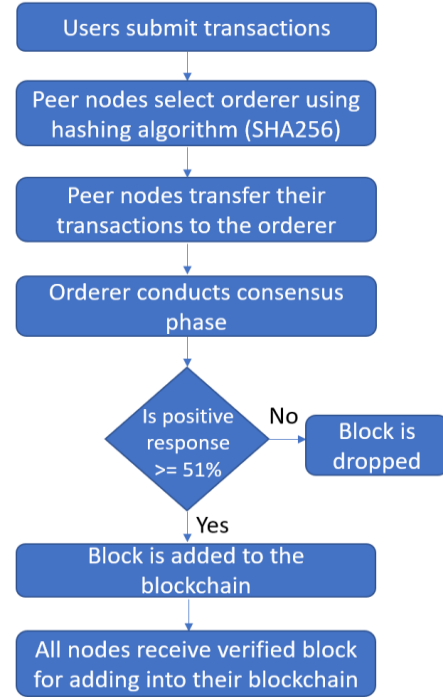 Users submit transactions
Peer nodes select orderer using
hashing algorithm (SHA256)
Peer nodes transfer their
transactions to the orderer
Orderer conducts consensus
phase
Is positive
response
>= 51%
No
Block is
dropped
Yes
Block is added to the
blockchain
All nodes receive verified block
for adding into their blockchain